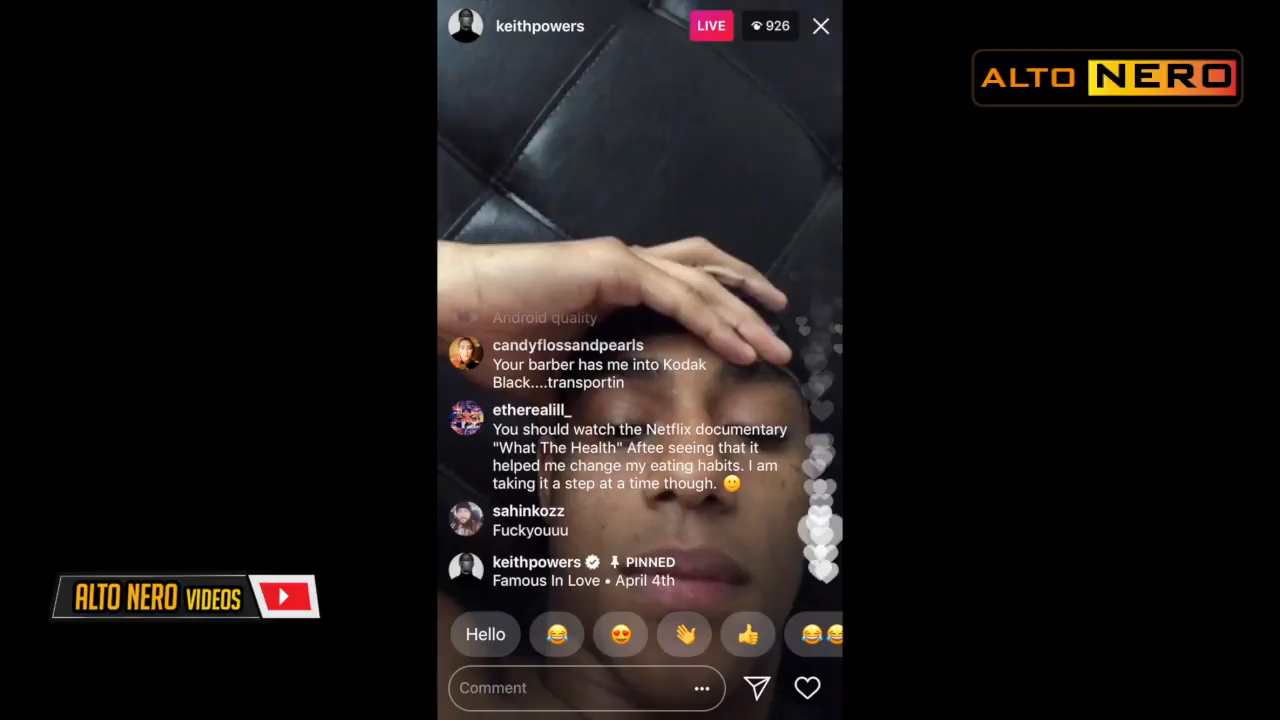 keithpowers
LIVE
926
ALTO NERO
Android quality
candyflossandpearls
Your barber has me into Kodak
Black....transportin
etherealill_
You should watch the Netflix documentary
"What The Health" Aftee seeing that it
helped me change my eating habits. I am
taking it a step at a time though. 🙂
sahinkozz
Fuckyouuu
keithpowers PINNED
Famous In Love • April 4th
ALTO NERO VIDEOS
Hello
Comment